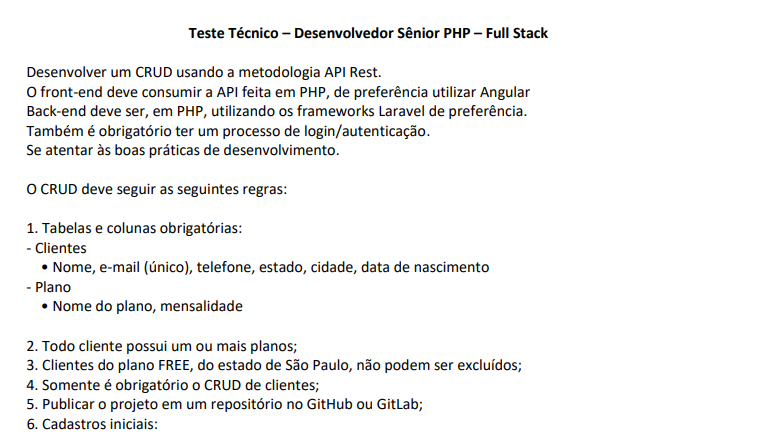 Teste Técnico – Desenvolvedor Sênior PHP – Full Stack
Desenvolver um CRUD usando a metodologia API Rest.
O front-end deve consumir a API feita em PHP, de preferência utilizar Angular
Back-end deve ser, em PHP, utilizando os frameworks Laravel de preferência.
Também é obrigatório ter um processo de login/autenticação.
Se atentar às boas práticas de desenvolvimento.
O CRUD deve seguir as seguintes regras:
1. Tabelas e colunas obrigatórias:
- Clientes
• Nome, e-mail (único), telefone, estado, cidade, data de nascimento
- Plano
• Nome do plano, mensalidade
2. Todo cliente possui um ou mais planos;
3. Clientes do plano FREE, do estado de São Paulo, não podem ser excluídos;
4. Somente é obrigatório o CRUD de clientes;
5. Publicar o projeto em um repositório no GitHub ou GitLab;
6. Cadastros iniciais: